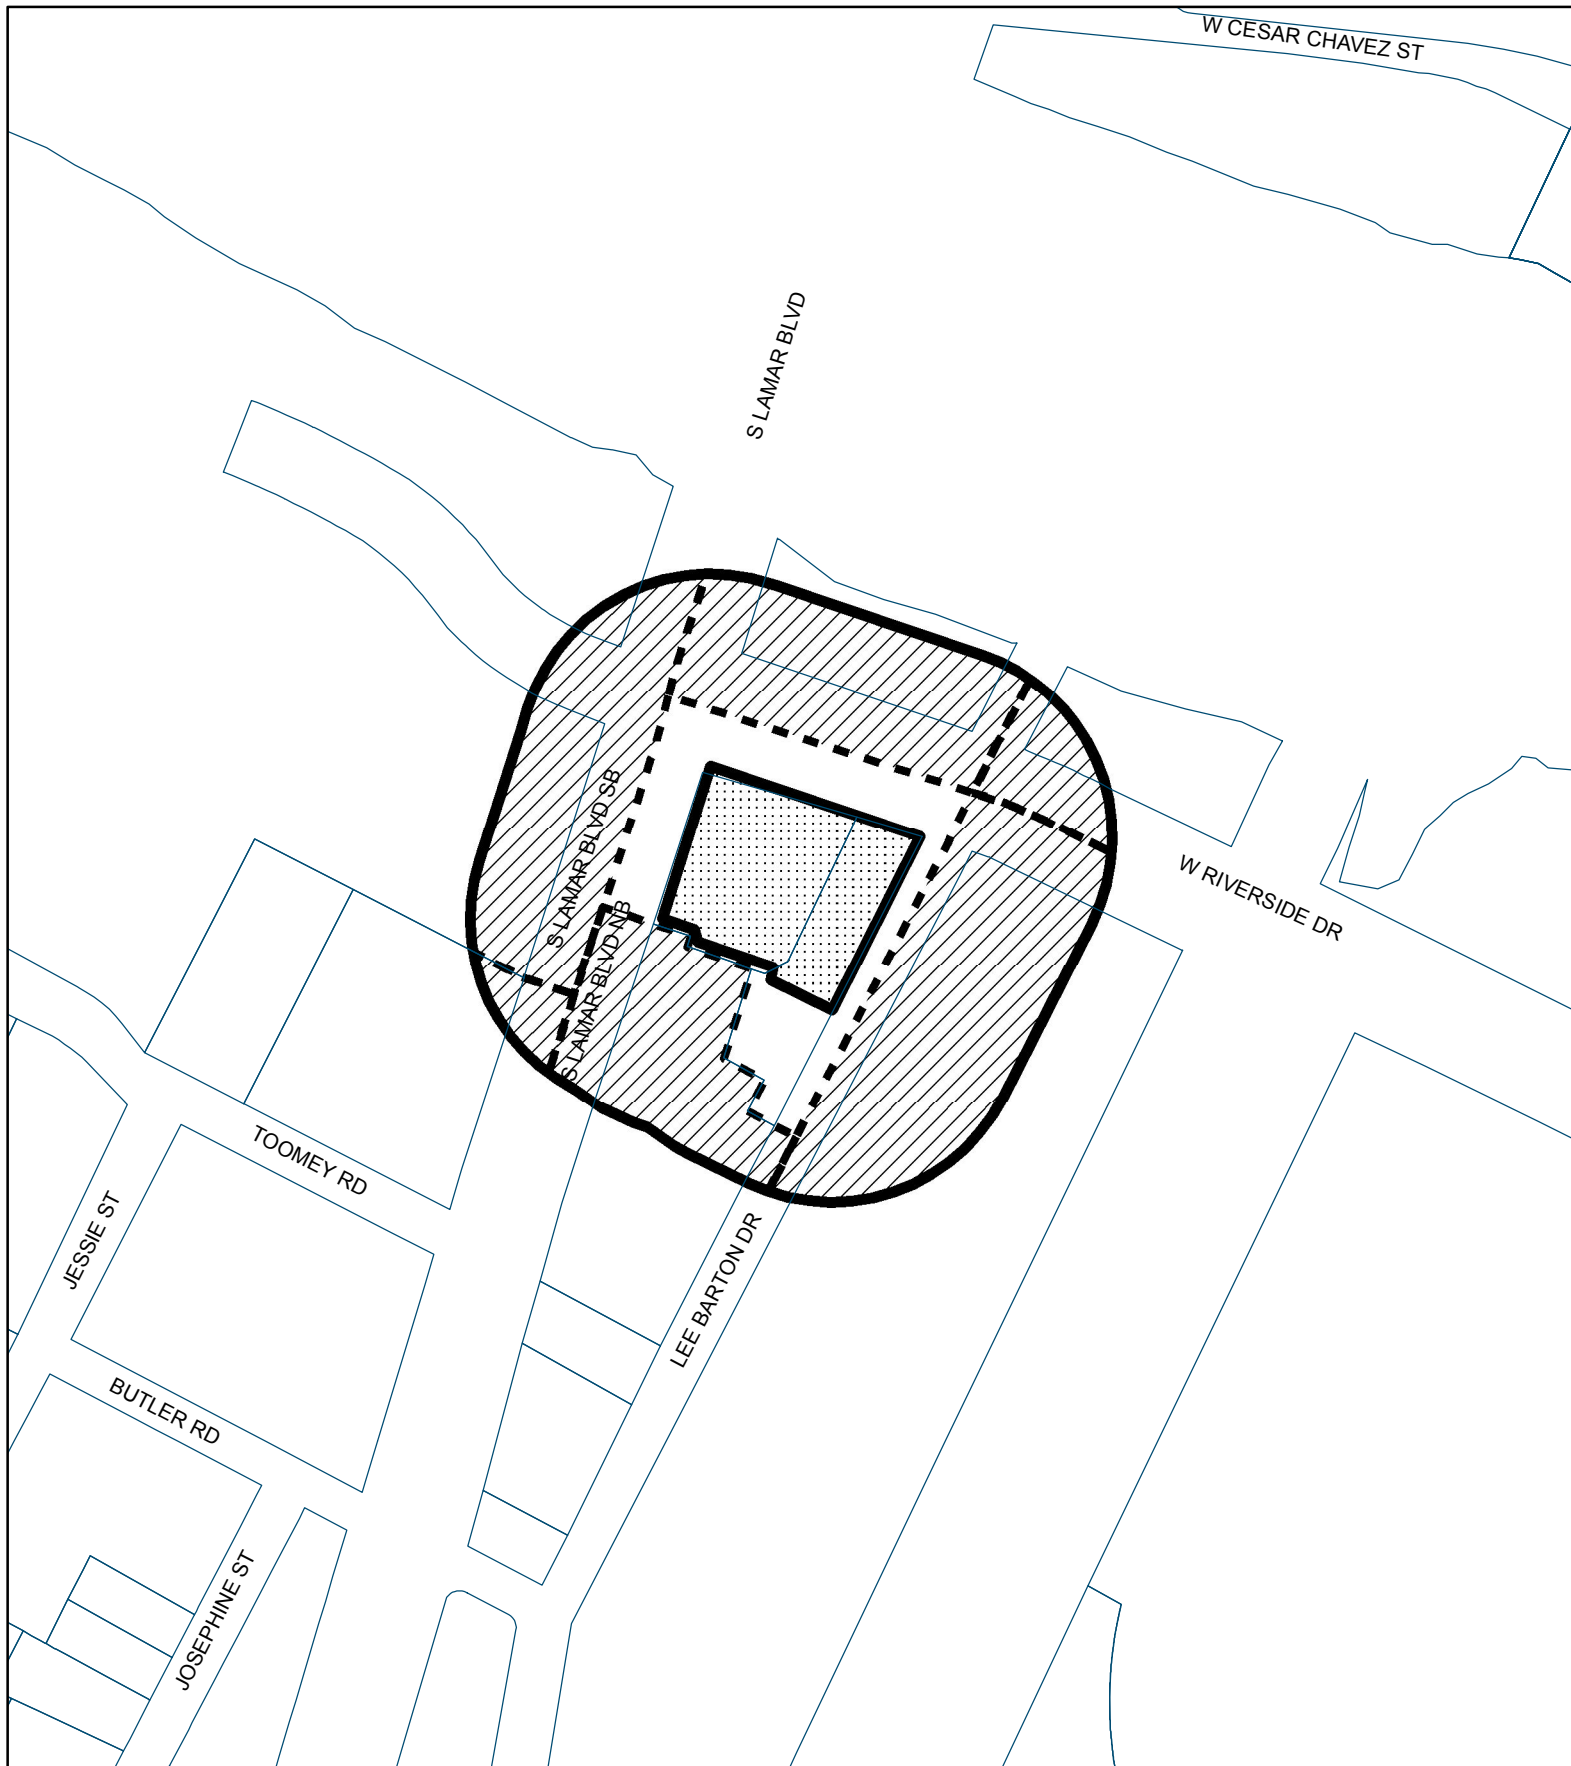 W CESAR CHAVEZ ST
S LAMAR BLVD
S LAMAR BLVD SB
S LAMAR BLVD NB
W RIVERSIDE DR
TOOMEY RD
JESSIE ST
LEE BARTON DR
BUTLER RD
JOSEPHINE ST